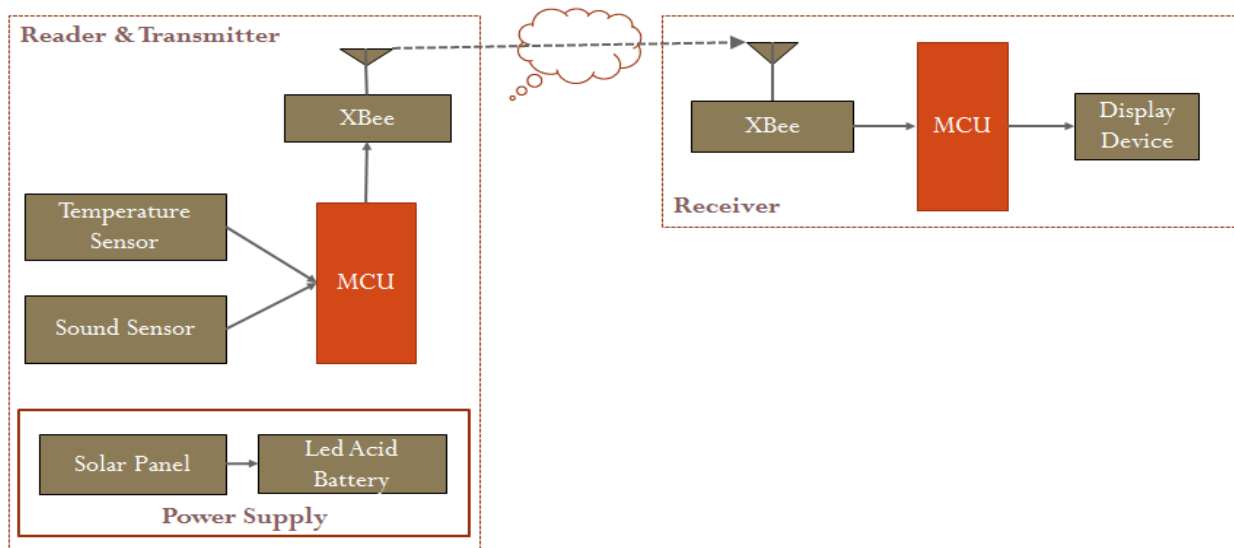 Reader & Transmitter
XBee
Temperature
Sensor
Sound Sensor
MCU
Solar Panel
Led Acid
Battery
Power Supply
XBee
MCU
Display
Device
Receiver